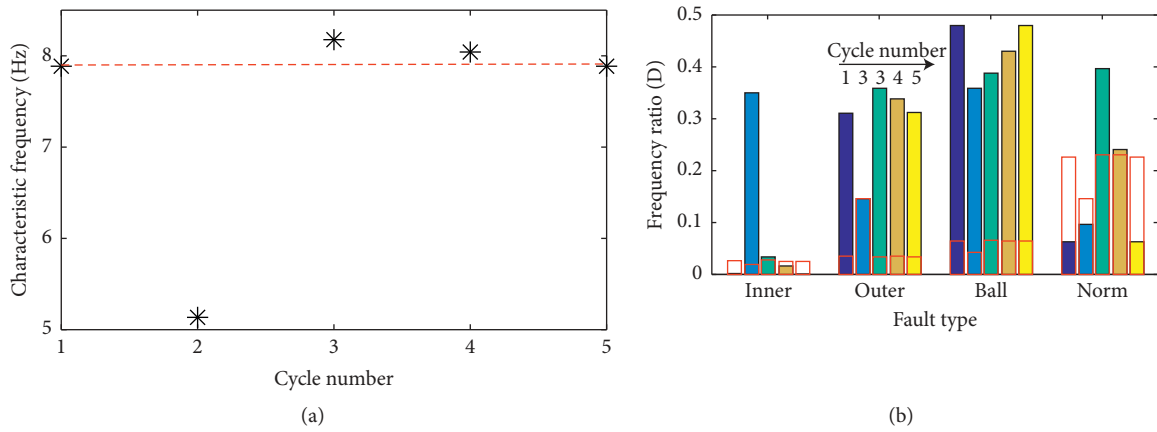 Characteristic frequency (Hz)
8
7
6
5
1
2
3
4
5
Cycle number
(a)
Frequency ratio (D)
0.5
0.4
0.3
0.2
0.1
0
Cycle number
1 3 3 4 5
Inner
Outer
Ball
Norm
Fault type
(b)